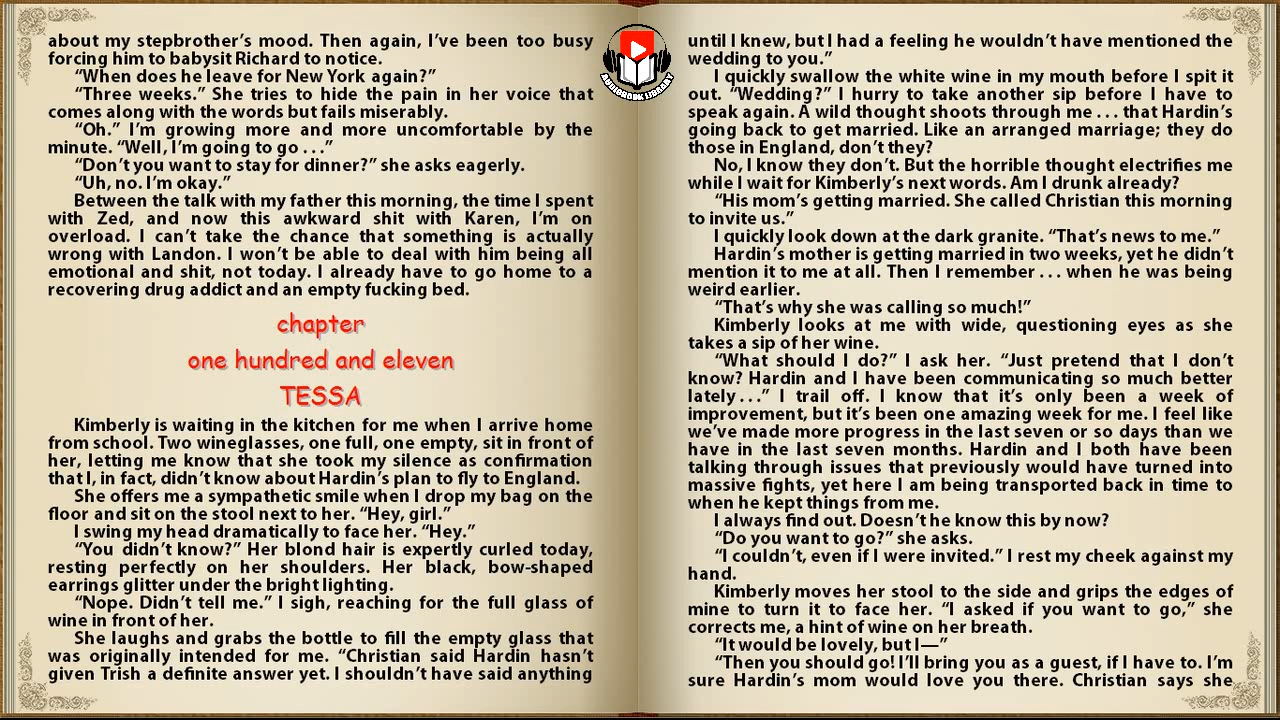 about my stepbrother's mood. Then again, I've been too busy
forcing him to babysit Richard to notice.
“When does he leave for New York again?”
“Three weeks.” She tries to hide the pain in her voice that
comes along with the words but fails miserably.
“Oh.” I'm growing more and more uncomfortable by the
minute. “Well, I'm going to go . . .”
“Don't you want to stay for dinner?” she asks eagerly.
“Uh, no. I'm okay.”
Between the talk with my father this morning, the time I spent
with Zed, and now this awkward shit with Karen, I'm on
overload. I can't take the chance that something is actually
wrong with Landon. I won't be able to deal with him being all
emotional and shit, not today. I already have to go home to a
recovering drug addict and an empty fucking bed.
chapter
one hundred and eleven
TESSA
Kimberly is waiting in the kitchen for me when I arrive home
from school. Two wineglasses, one full, one empty, sit in front of
her, letting me know that she took my silence as confirmation
that I, in fact, didn't know about Hardin's plan to fly to England.
She offers me a sympathetic smile when I drop my bag on the
floor and sit on the stool next to her. “Hey, girl.”
I swing my head dramatically to face her. “Hey.”
“You didn't know?” Her blond hair is expertly curled today,
resting perfectly on her shoulders. Her black, bow-shaped
earrings glitter under the bright lighting.
“Nope. Didn't tell me.” I sigh, reaching for the full glass of
wine in front of her.
She laughs and grabs the bottle to fill the empty glass that
was originally intended for me. “Christian said Hardin hasn't
given Trish a definite answer yet. I shouldn't have said anything
AUDIOBOOK LIBRARY
until I knew, but I had a feeling he wouldn't have mentioned the
wedding to you.”
I quickly swallow the white wine in my mouth before I spit it
out. “Wedding?” I hurry to take another sip before I have to
speak again. A wild thought shoots through me . . . that Hardin's
going back to get married. Like an arranged marriage; they do
those in England, don't they?
No, I know they don't. But the horrible thought electrifies me
while I wait for Kimberly's next words. Am I drunk already?
“His mom's getting married. She called Christian this morning
to invite us.”
I quickly look down at the dark granite. “That's news to me.”
Hardin's mother is getting married in two weeks, yet he didn't
mention it to me at all. Then I remember . . . when he was being
weird earlier.
“That's why she was calling so much!”
Kimberly looks at me with wide, questioning eyes as she
takes a sip of her wine.
“What should I do?” I ask her. “Just pretend that I don't
know? Hardin and I have been communicating so much better
lately . . .” I trail off. I know that it's only been a week of
improvement, but it's been one amazing week for me. I feel like
we've made more progress in the last seven or so days than we
have in the last seven months. Hardin and I both have been
talking through issues that previously would have turned into
massive fights, yet here I am being transported back in time to
when he kept things from me.
I always find out. Doesn't he know this by now?
“Do you want to go?” she asks.
“I couldn't, even if I were invited.” I rest my cheek against my
hand.
Kimberly moves her stool to the side and grips the edges of
mine to turn it to face her. “I asked if you want to go,” she
corrects me, a hint of wine on her breath.
“It would be lovely, but I—”
“Then you should go! I'll bring you as a guest, if I have to. I'm
sure Hardin's mom would love you there. Christian says she